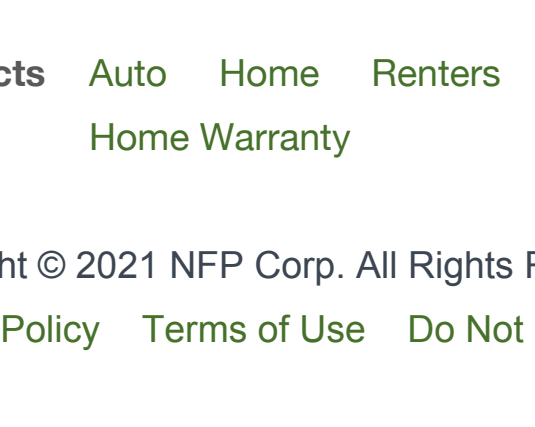 cts Auto Home Renters
Home Warranty
ht © 2021 NFP Corp. All Rights
Policy Terms of Use Do Not